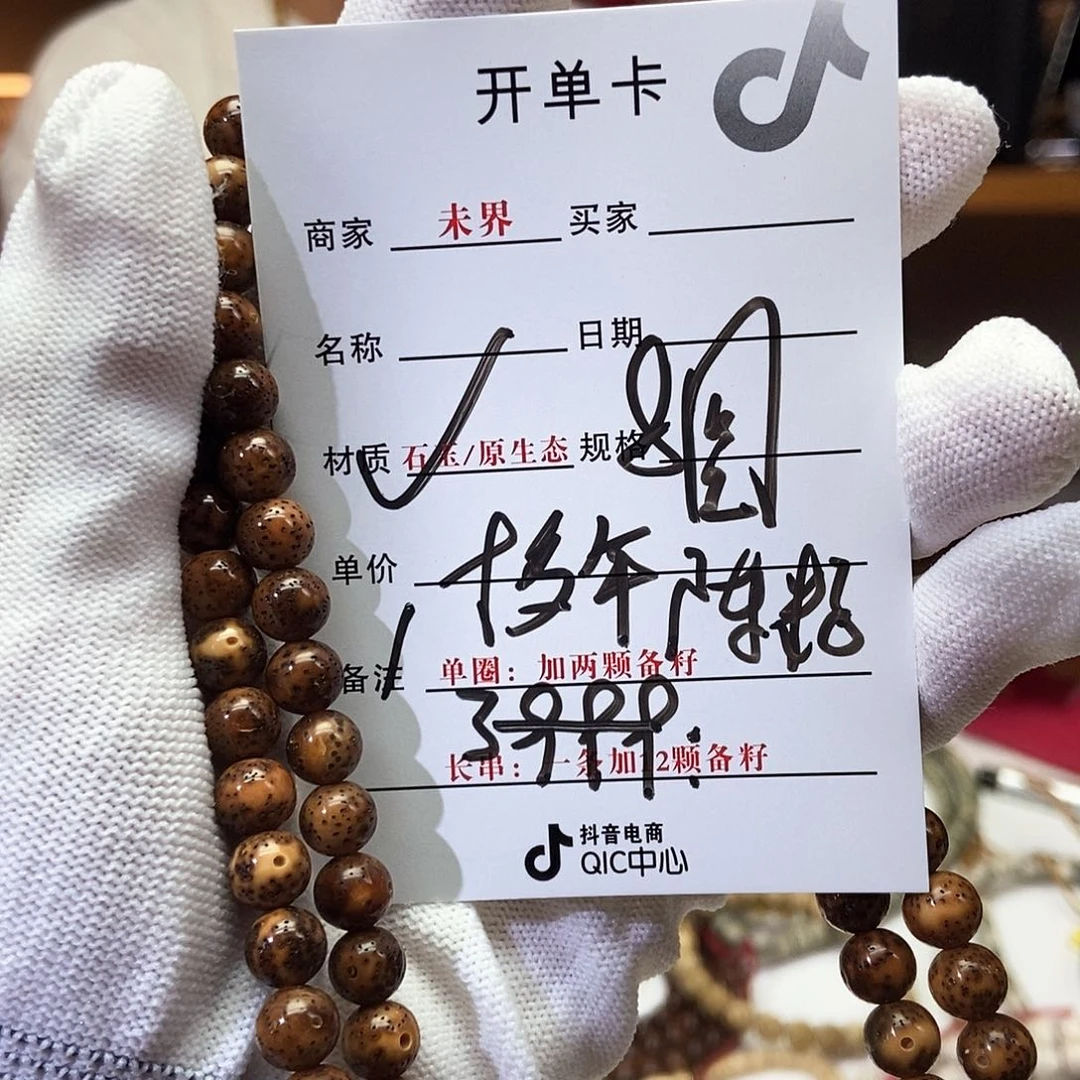 开单卡
商家 未界 买家
名称 日期
材质 石玉/原生态 规格
8圆
单价
十多年陈籽
备注 单圈：加两颗备籽
3999.
长串：一条加12颗备籽
抖音电商
QIC中心